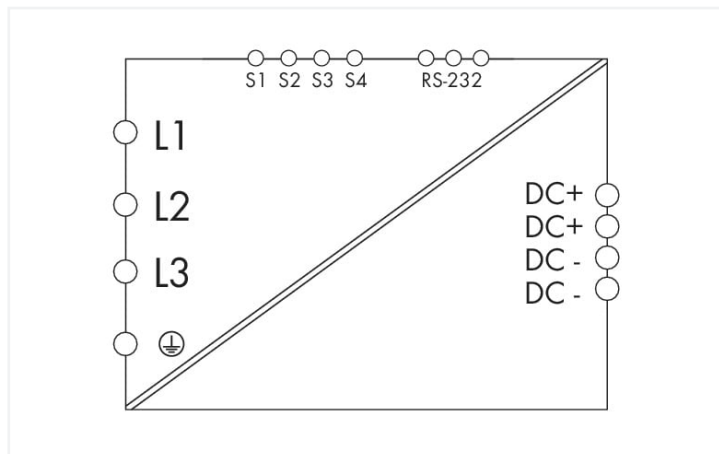 S1 S2 S3 S4 RS-232
L1
L2
L3
DC+
DC+
DC -
DC -